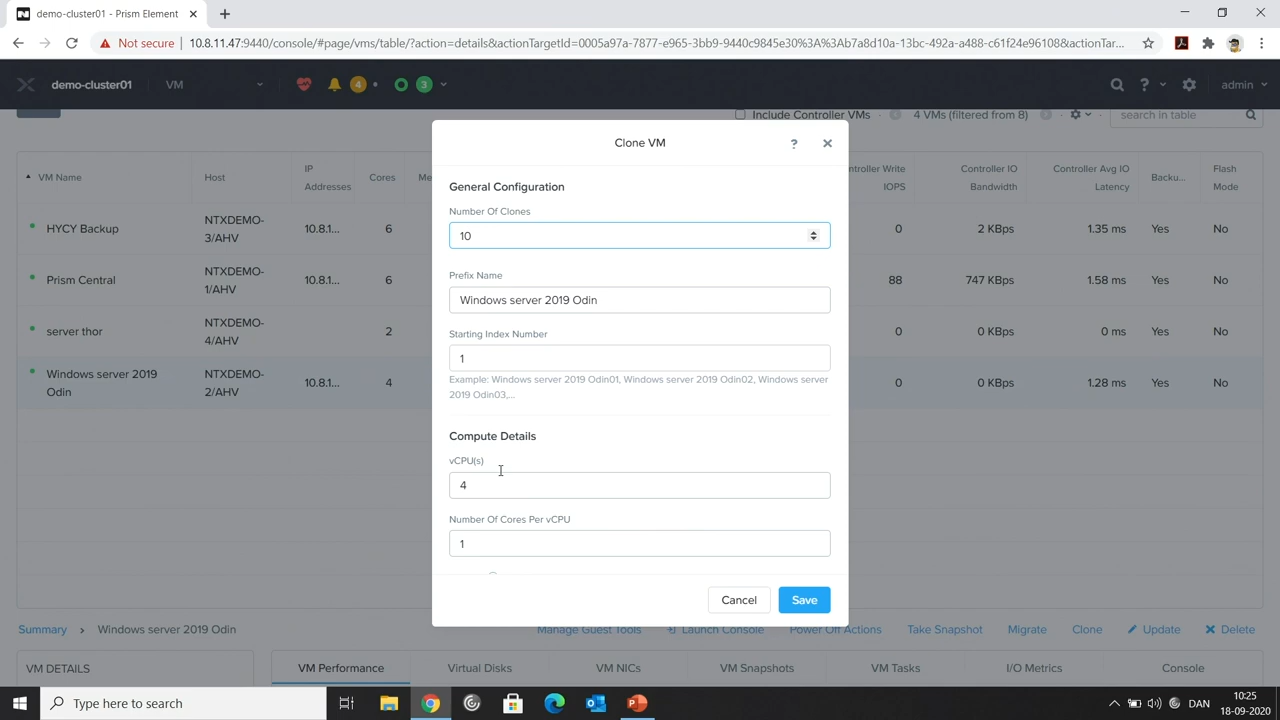 demo-cluster01 - Prism Element
Not secure
10.8.11.47:9440/console/#page/vms/table/?action=details&actionTargetId=0005a97a-7877-e965-3bb9-9440c9845e30%3A%3Ab7a8d10a-13bc-492a-a488-c61f24e96108&actionTar...
demo-cluster01
VM
4
3
?
admin
Include Controller VMs
4 VMs (filtered from 8)
search in table
VM Name
Host
IP Addresses
Cores
Controller IO Bandwidth
Controller Avg IO Latency
Backu...
Flash Mode
HYCY Backup
NTXDEMO-3/AHV
10.8.1...
6
0
2 KBps
1.35 ms
Yes
No
Prism Central
NTXDEMO-1/AHV
10.8.1...
6
88
747 KBps
1.58 ms
Yes
No
server thor
NTXDEMO-4/AHV
2
0
0 KBps
0 ms
Yes
No
Windows server 2019 Odin
NTXDEMO-2/AHV
10.8.1...
4
0
0 KBps
1.28 ms
Yes
No
Clone VM
?
General Configuration
Number Of Clones
10
Prefix Name
Windows server 2019 Odin
Starting Index Number
1
Example: Windows server 2019 Odin01, Windows server 2019 Odin02, Windows server
2019 Odin03,...
Compute Details
vCPU(s)
4
Number Of Cores Per vCPU
1
Cancel
Save
Summary
Windows server 2019 Odin
Manage Guest Tools
Launch Console
Power Off Actions
Take Snapshot
Migrate
Clone
Update
Delete
VM DETAILS
VM Performance
Virtual Disks
VM NICs
VM Snapshots
VM Tasks
I/O Metrics
Console
Type here to search
DAN
10:25
18-09-2020